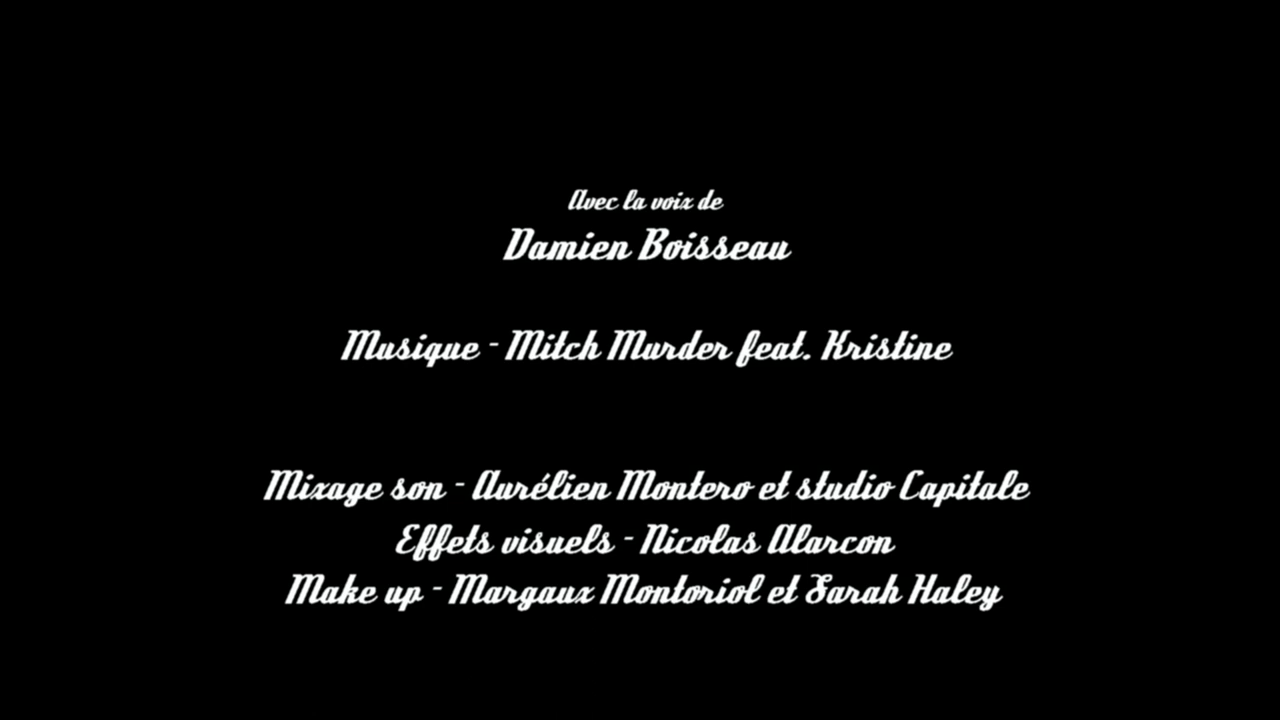 Avec la voix de
Damien Boisseau
Musique - Mitch Murder feat. Kristine
Mixage son - Aurélien Montero et studio Capitale
Effets visuels - Nicolas Alarcon
Make up - Margaux Montoriol et Sarah Haley